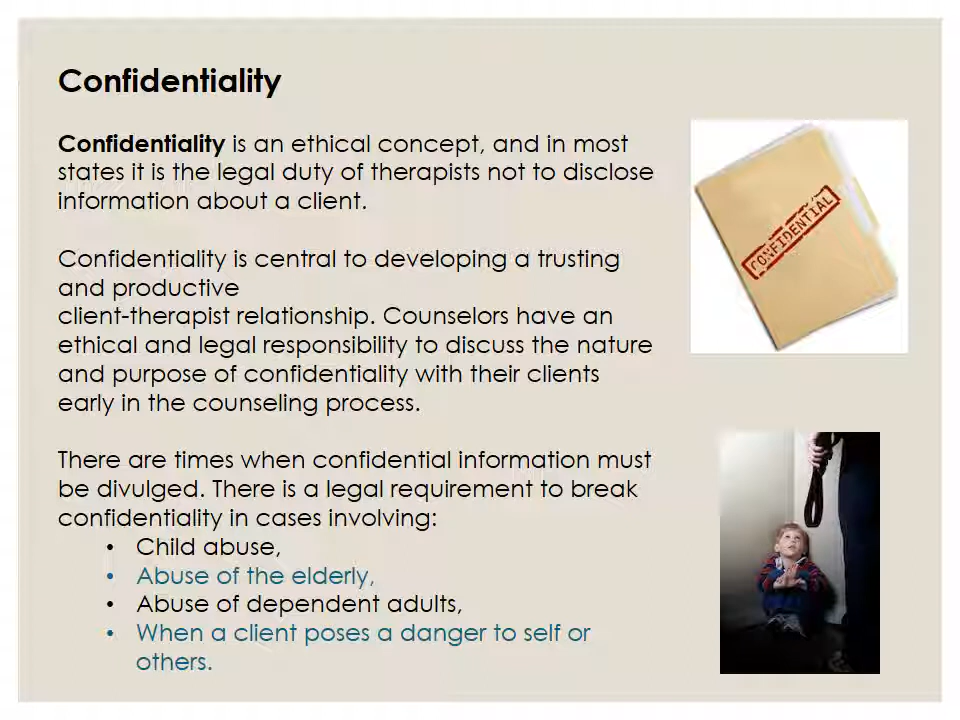 Confidentiality
Confidentiality is an ethical concept, and in most
states it is the legal duty of therapists not to disclose
information about a client.
Confidentiality is central to developing a trusting
and productive
client-therapist relationship. Counselors have an
ethical and legal responsibility to discuss the nature
and purpose of confidentiality with their clients
early in the counseling process.
There are times when confidential information must
be divulged. There is a legal requirement to break
confidentiality in cases involving:
• Child abuse,
• Abuse of the elderly,
• Abuse of dependent adults,
• When a client poses a danger to self or
others.
CONFIDENTIAL